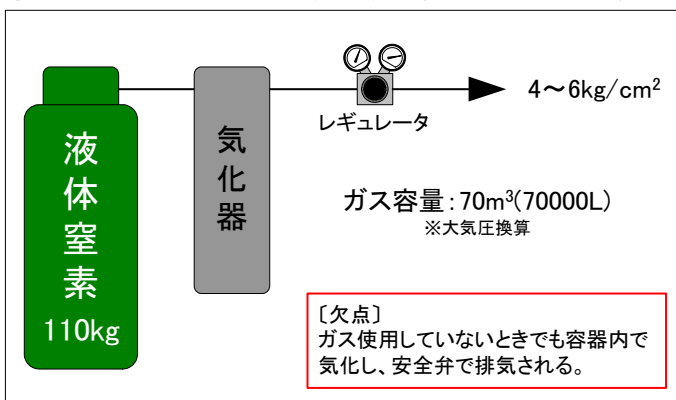 液体窒素
110kg
気化器
レギュレータ
4～6kg/cm²
ガス容量：70m³(70000L)
※大気圧換算
〔欠点〕
ガス使用していないときでも容器内で
気化し、安全弁で排気される。